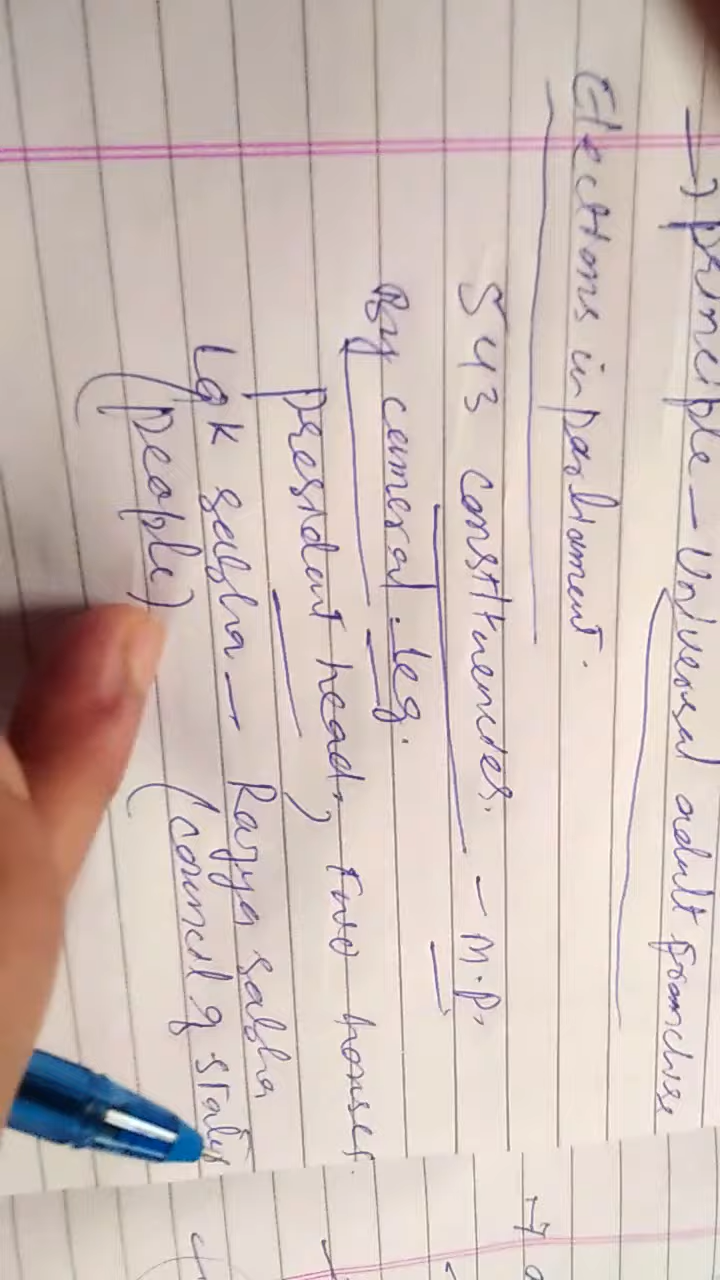 → principle – Universal adult franchise
Elections in parliament.
543 constituencies. – M.P.
By cameral. leg.
president head, two houses.
Lok sabha – Rajya sabha
(people) (council of states